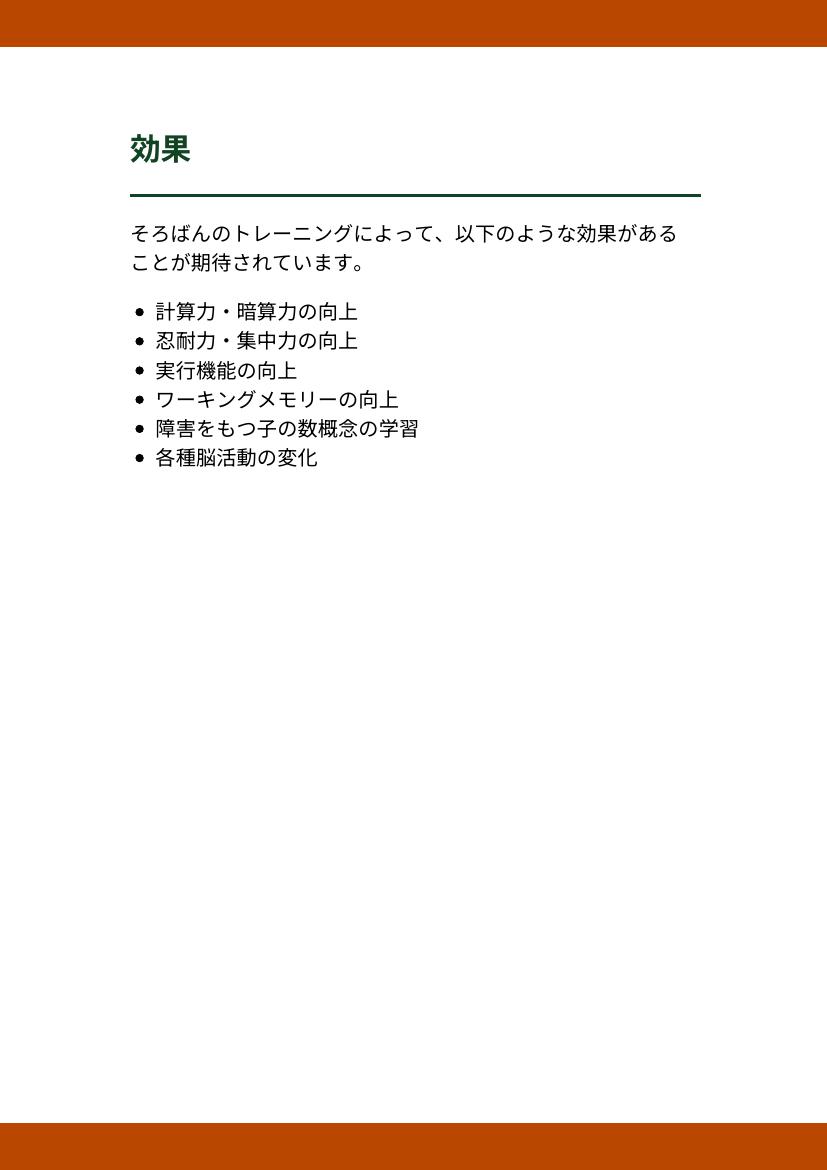 効果
そろばんのトレーニングによって、以下のような効果がある
ことが期待されています。
● 計算力・暗算力の向上
● 忍耐力・集中力の向上
● 実行機能の向上
● ワーキングメモリーの向上
● 障害をもつ子の数概念の学習
● 各種脳活動の変化